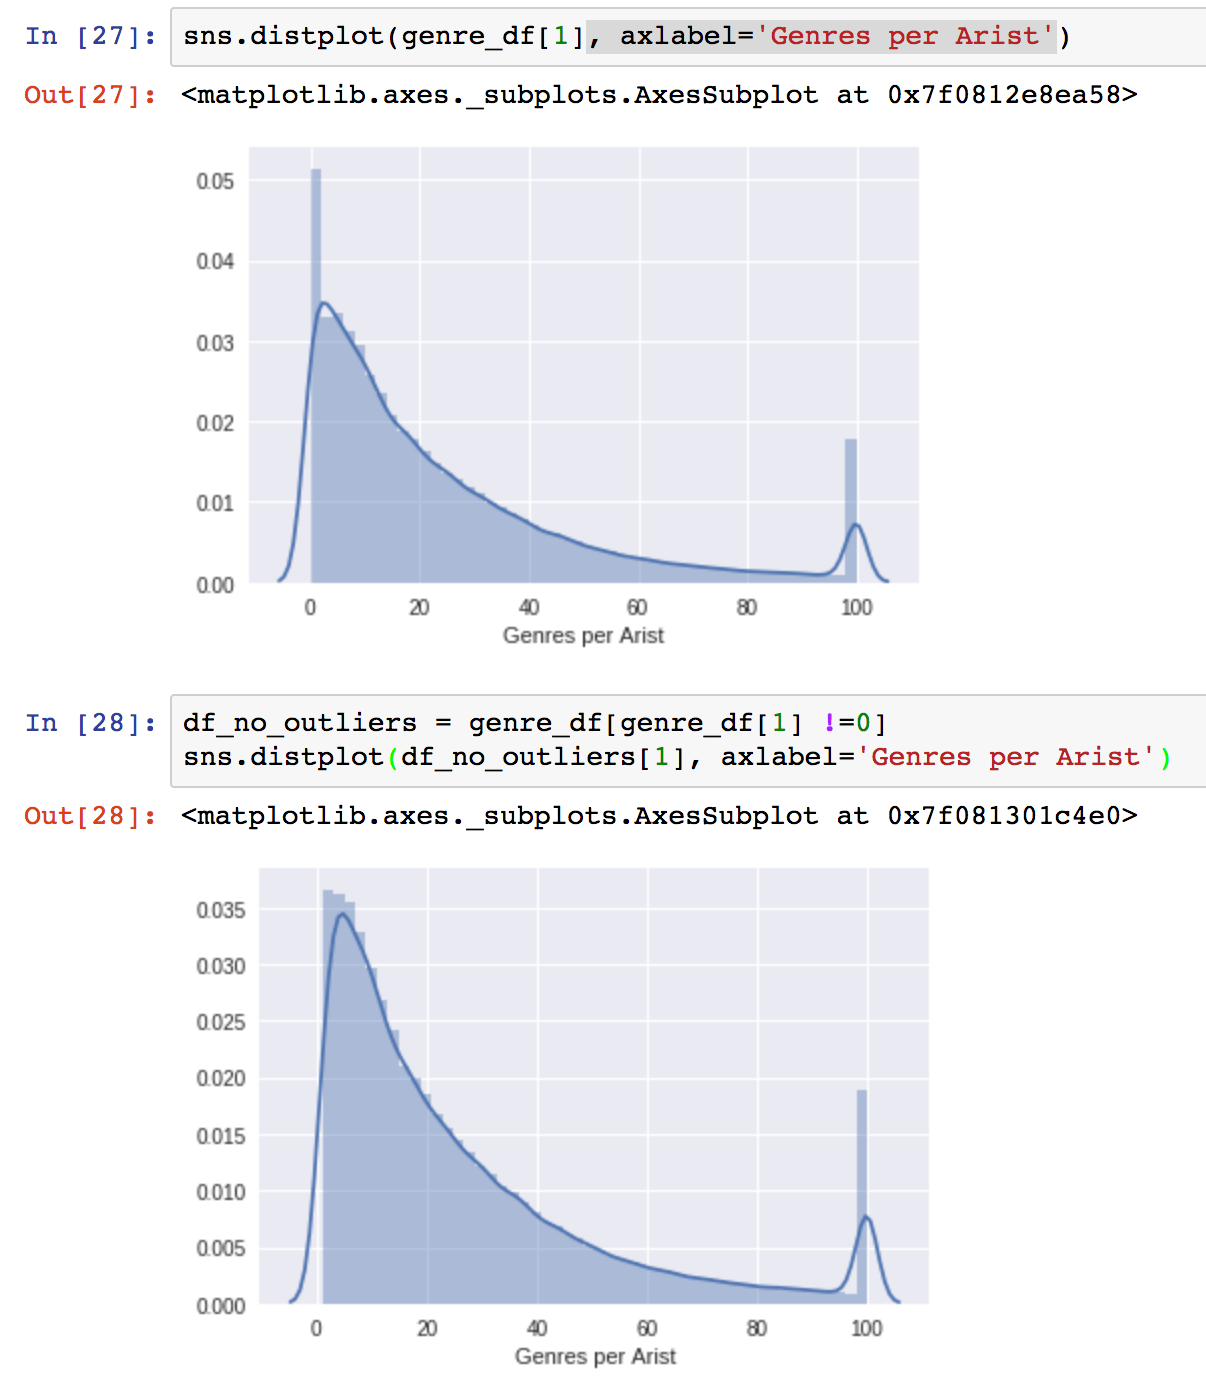 In [27]: sns.distplot(genre_df[1], axlabel='Genres per Arist')
Out[27]: <matplotlib.axes._subplots.AxesSubplot at 0x7f0812e8ea58>
0.05
0.04
0.03
0.02
0.01
0.00
0 20 40 60 80 100
Genres per Arist
In [28]: df_no_outliers = genre_df[genre_df[1] !=0]
sns.distplot(df_no_outliers[1], axlabel='Genres per Arist')
Out[28]: <matplotlib.axes._subplots.AxesSubplot at 0x7f081301c4e0>
0.035
0.030
0.025
0.020
0.015
0.010
0.005
0.000
0 20 40 60 80 100
Genres per Arist